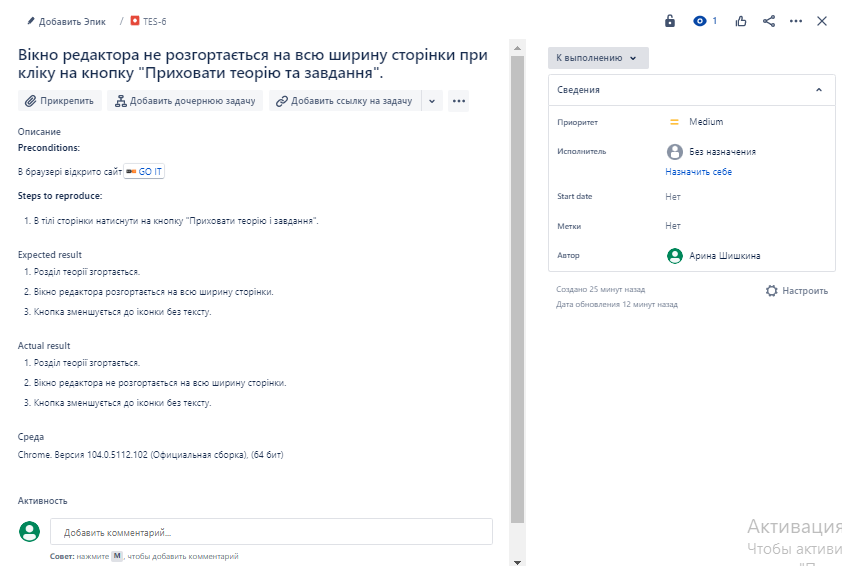 Добавить Эпик / TES-6
1
Вікно редактора не розгортається на всю ширину сторінки при
кліку на кнопку "Приховати теорію та завдання".
Прикрепить
Добавить дочернюю задачу
Добавить ссылку на задачу
Описание
Preconditions:
В браузері відкрито сайт GO IT
Steps to reproduce:
1. В тілі сторінки натиснути на кнопку "Приховати теорію і завдання".
Expected result
1. Розділ теорії згортається.
2. Вікно редактора розгортається на всю ширину сторінки.
3. Кнопка зменшується до іконки без тексту.
Actual result
1. Розділ теорії згортається.
2. Вікно редактора не розгортається на всю ширину сторінки.
3. Кнопка зменшується до іконки без тексту.
Среда
Chrome. Версия 104.0.5112.102 (Официальная сборка), (64 бит)
Активность
Добавить комментарий...
Совет: нажмите M, чтобы добавить комментарий
К выполнению
Сведения
Приоритет
Medium
Исполнитель
Без назначения
Назначить себе
Start date
Нет
Метки
Нет
Автор
Арина Шишкина
Создано 25 минут назад
Дата обновления 12 минут назад
Настроить
Активация
Чтобы активи